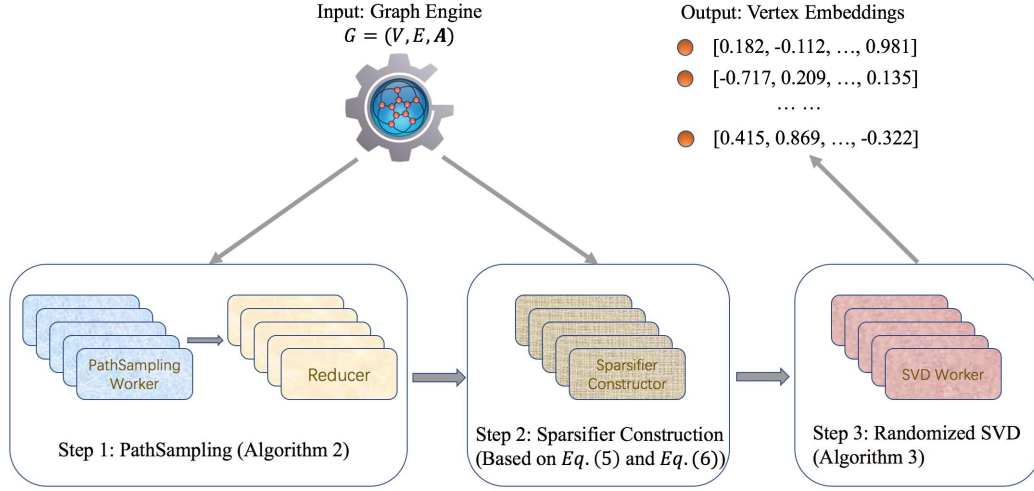 Input: Graph Engine
G = (V, E, A)
Output: Vertex Embeddings
[0.182, -0.112, …, 0.981]
[-0.717, 0.209, …, 0.135]
… …
[0.415, 0.869, …, -0.322]
PathSampling
Worker
Reducer
Step 1: PathSampling (Algorithm 2)
Sparsifier
Constructor
Step 2: Sparsifier Construction
(Based on Eq. (5) and Eq. (6))
SVD Worker
Step 3: Randomized SVD
(Algorithm 3)